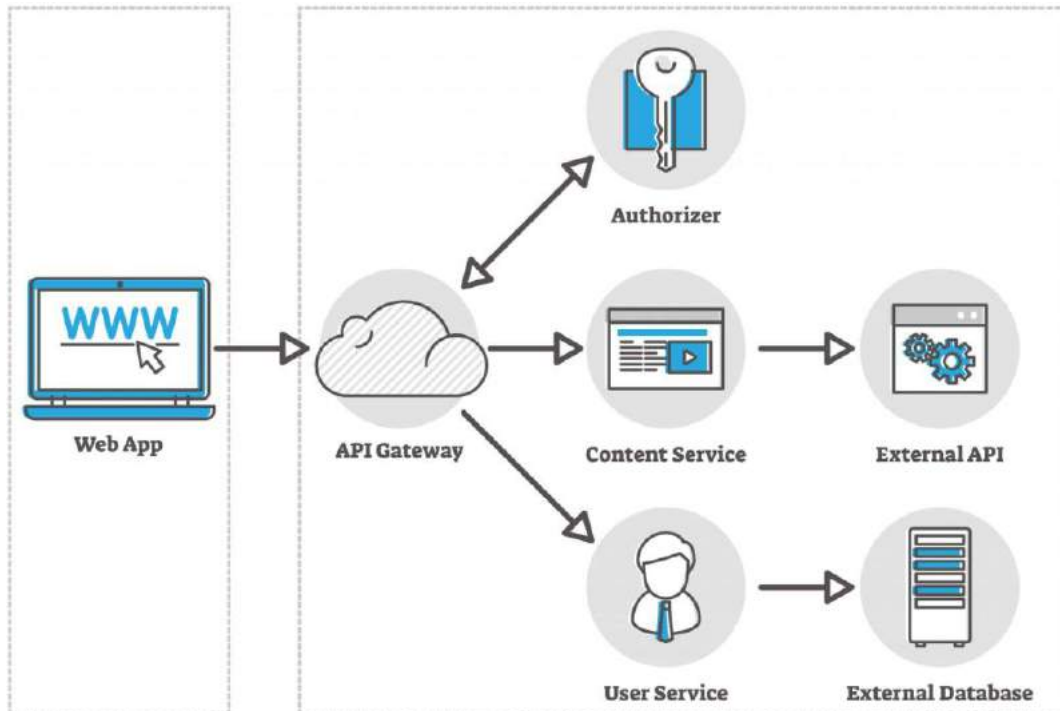 Authorizer
WWW
Web App
API Gateway
Content Service
External API
User Service
External Database